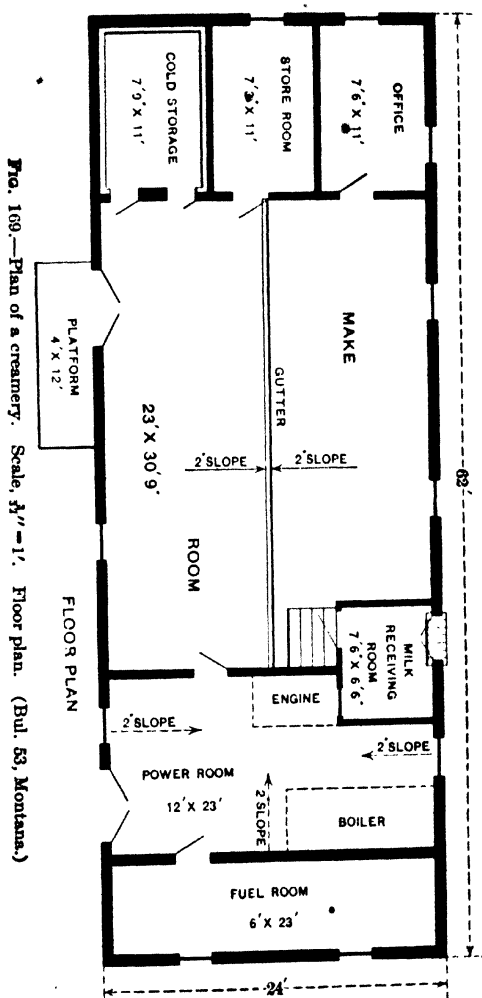 62'
24'
OFFICE
7'6" X 11'
STORE ROOM
X 11'
COLD STORAGE
7'9" X 11'
MAKE
ROOM
23' X 30'9"
GUTTER
2" SLOPE
2" SLOPE
PLATFORM
4' X 12'
MILK
RECEIVING
ROOM
7'6" X 6'6"
ENGINE
2" SLOPE
2" SLOPE
2" SLOPE
POWER ROOM
12' X 23'
BOILER
FUEL ROOM
6' X 23'
FLOOR PLAN
FIG. 169.—Plan of a creamery. Scale, = 1'. Floor plan. (Bul. 53, Montana.)